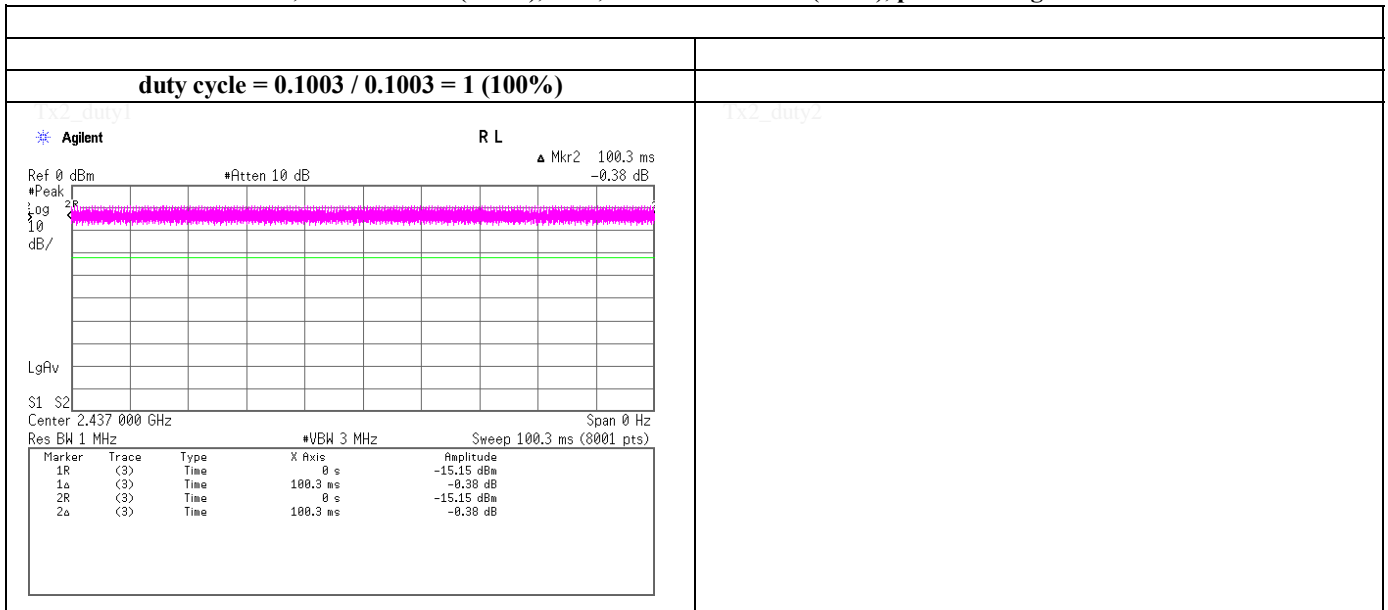 duty cycle = 0.1003 / 0.1003 = 1 (100%)
Tx2_duty1
Tx2_duty2
Agilent
R L
Δ Mkr2 100.3 ms
Ref 0 dBm
#Atten 10 dB
-0.38 dB
#Peak
2R
10
dB/
LgAv
S1 S2
Center 2.437 000 GHz
Span 0 Hz
Res BW 1 MHz
#VBW 3 MHz
Sweep 100.3 ms (8001 pts)
Marker Trace Type X Axis Amplitude
1R (3) Time 0 s -15.15 dBm
1Δ (3) Time 100.3 ms -0.38 dB
2R (3) Time 0 s -15.15 dBm
2Δ (3) Time 100.3 ms -0.38 dB